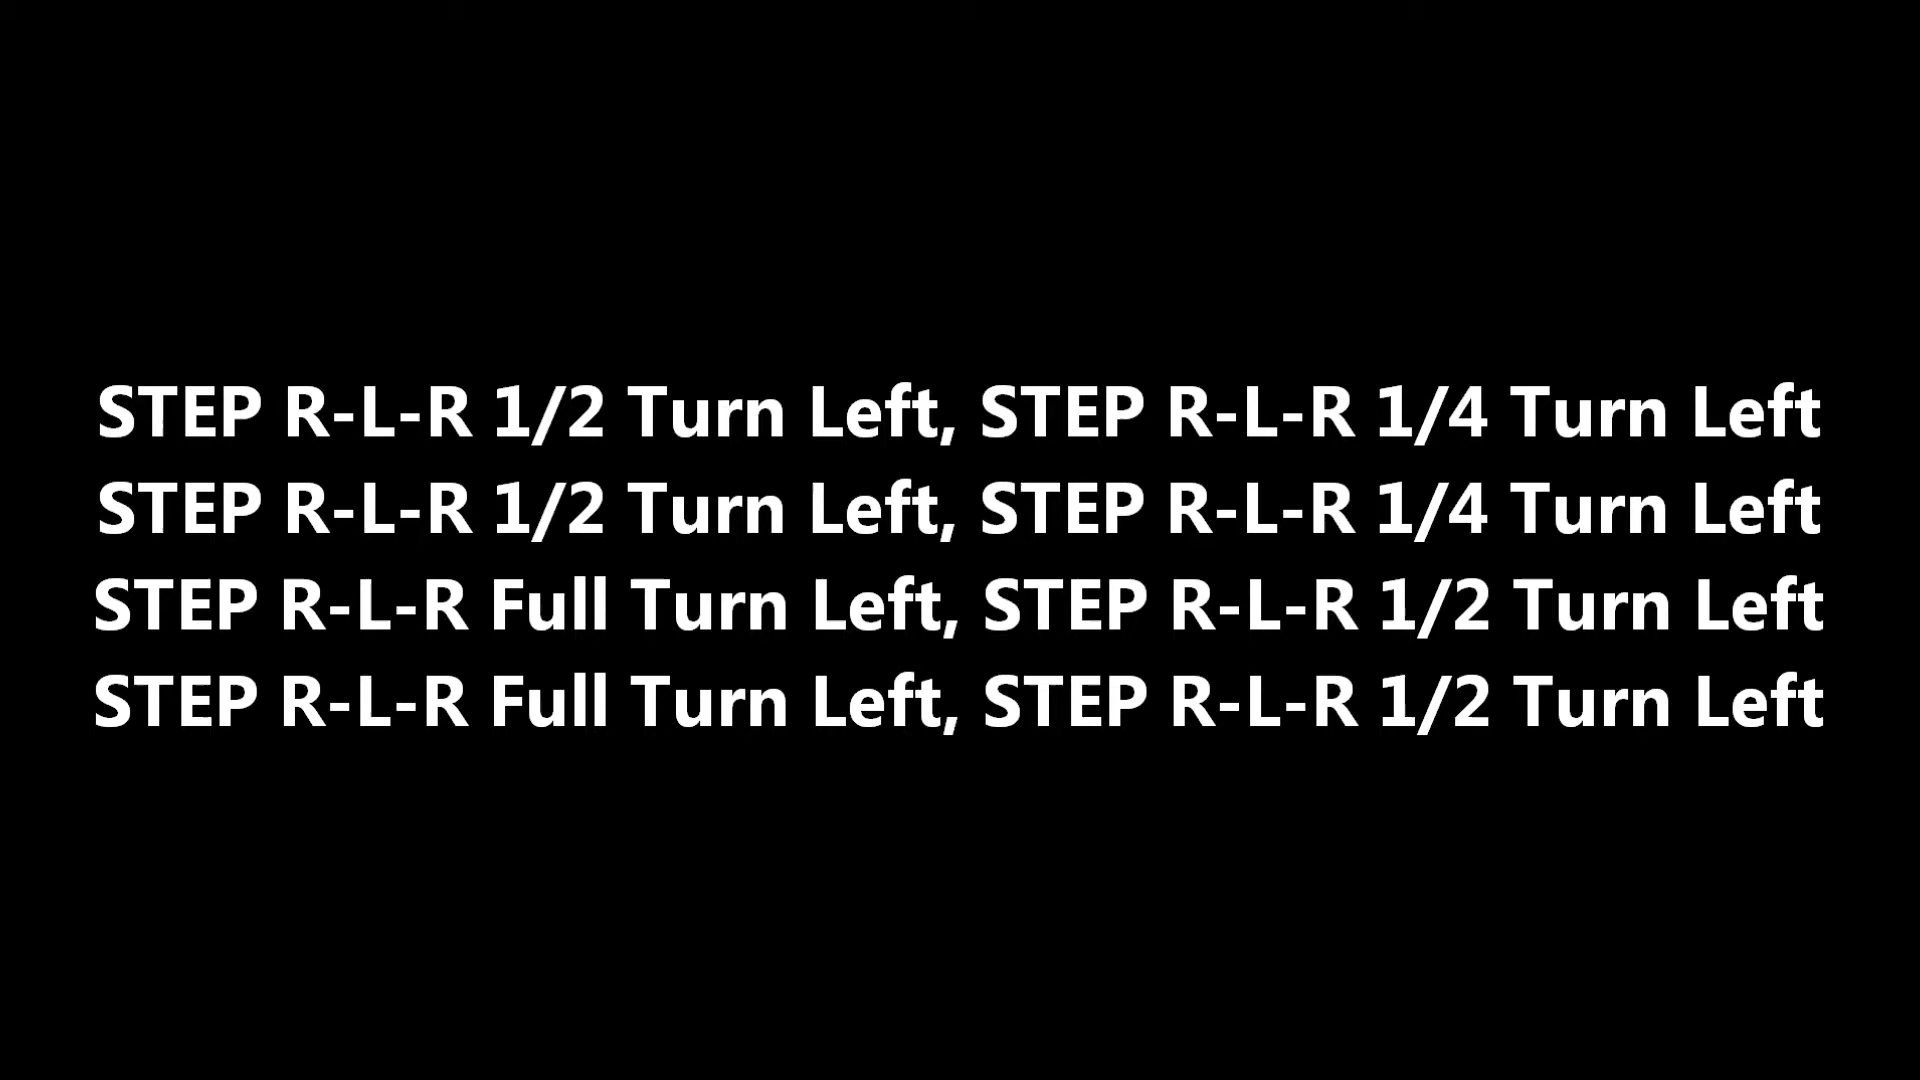 STEP R-L-R 1/2 Turn Left, STEP R-L-R 1/4 Turn Left
STEP R-L-R 1/2 Turn Left, STEP R-L-R 1/4 Turn Left
STEP R-L-R Full Turn Left, STEP R-L-R 1/2 Turn Left
STEP R-L-R Full Turn Left, STEP R-L-R 1/2 Turn Left